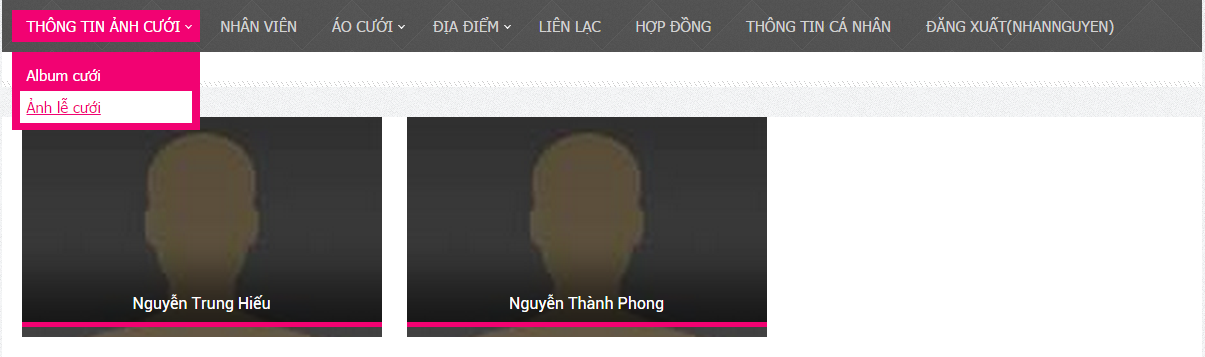 THÔNG TIN ẢNH CƯỚI NHÂN VIÊN ÁO CƯỚI ĐỊA ĐIỂM LIÊN LẠC HỢP ĐỒNG THÔNG TIN CÁ NHÂN ĐĂNG XUẤT(NHANNGUYEN)
Album cưới
Ảnh lễ cưới
Nguyễn Trung Hiếu Nguyễn Thành Phong